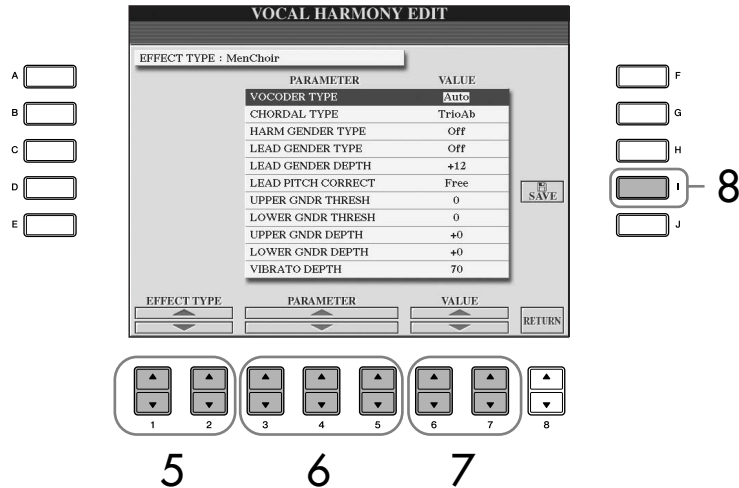 VOCAL HARMONY EDIT
EFFECT TYPE : MenChoir
PARAMETER VALUE
VOCODER TYPE Auto
CHORDAL TYPE TrioAb
HARM GENDER TYPE Off
LEAD GENDER TYPE Off
LEAD GENDER DEPTH +12
LEAD PITCH CORRECT Free
UPPER GNDR THRESH 0
LOWER GNDR THRESH 0
UPPER GNDR DEPTH +0
LOWER GNDR DEPTH +0
VIBRATO DEPTH 70
A
B
C
D
E
F
G
H
I
J
8
SAVE
EFFECT TYPE PARAMETER VALUE
RETURN
1 2 3 4 5 6 7 8
5 6 7